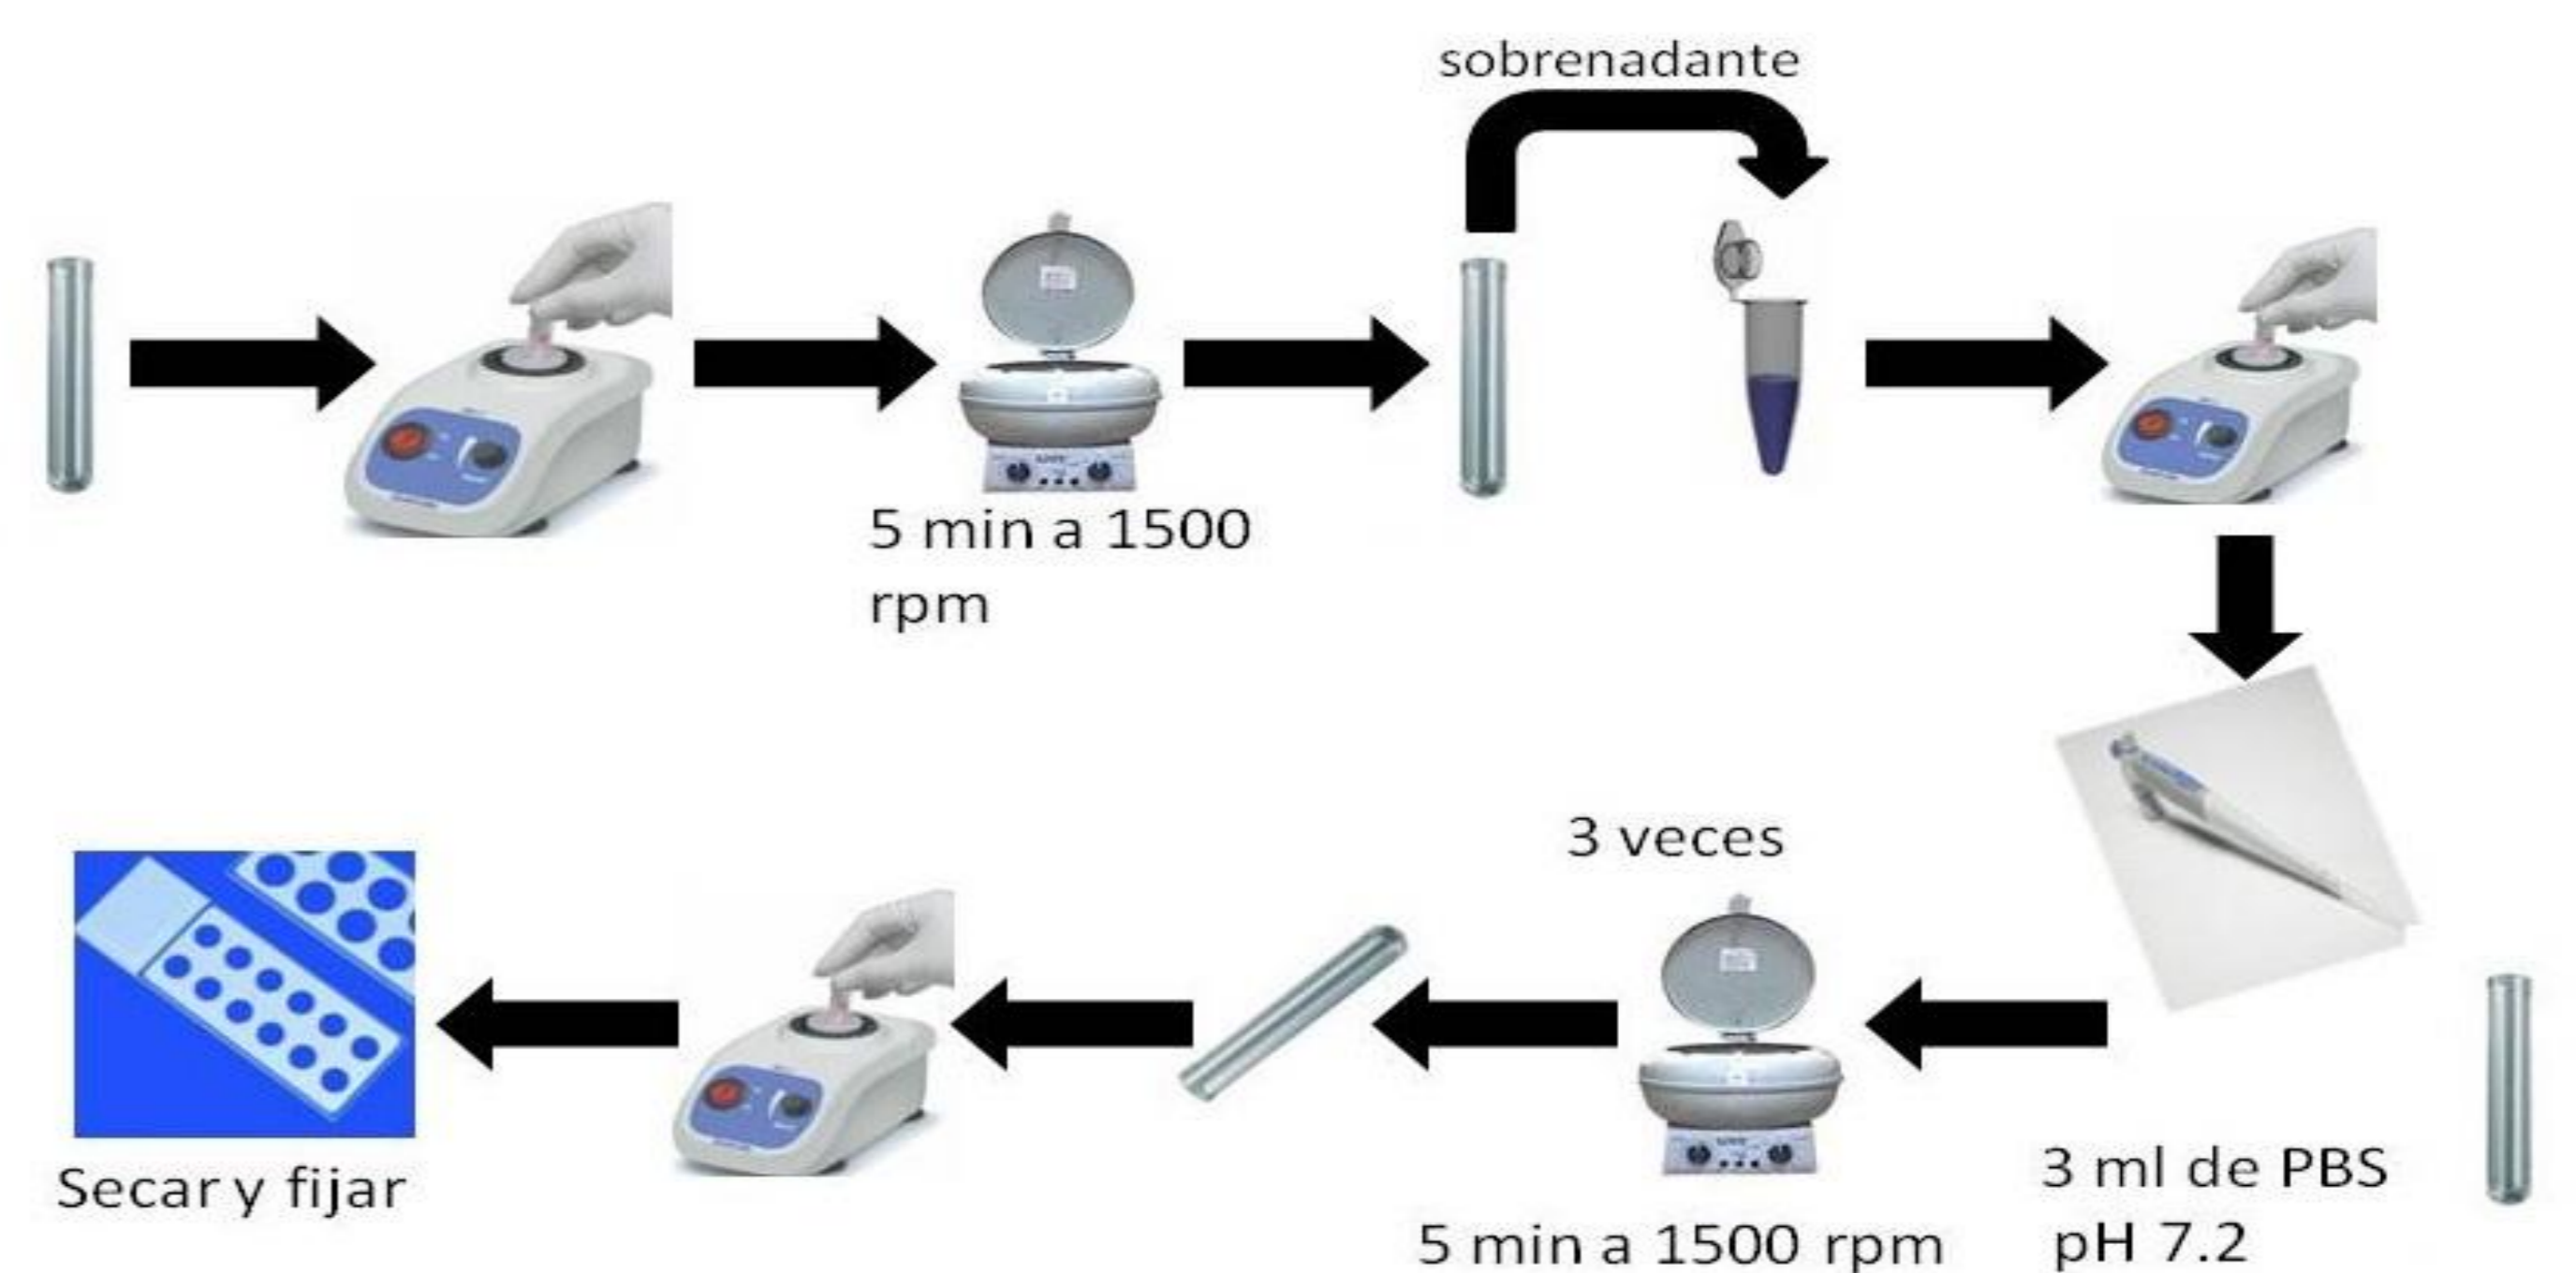 sobrenadante
5 min a 1500
rpm
3 veces
3 ml de PBS
pH 7.2
5 min a 1500 rpm
Secar y fijar